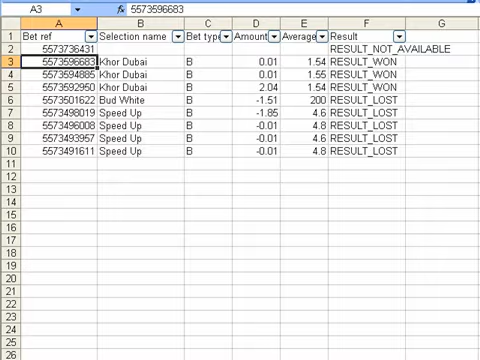 A3 fx 5573596683
A B C D E F G
1 Bet ref Selection name Bet type Amount Average Result
2 5573736431 RESULT_NOT_AVAILABLE
3 5573596683 Khor Dubai B 0.01 1.54 RESULT_WON
4 5573594885 Khor Dubai B 0.01 1.55 RESULT_WON
5 5573592950 Khor Dubai B 2.04 1.54 RESULT_WON
6 5573501622 Bud White B -1.51 200 RESULT_LOST
7 5573498019 Speed Up B -1.85 4.6 RESULT_LOST
8 5573496008 Speed Up B -0.01 4.8 RESULT_LOST
9 5573493957 Speed Up B -0.01 4.6 RESULT_LOST
10 5573491611 Speed Up B -0.01 4.8 RESULT_LOST
11
12
13
14
15
16
17
18
19
20
21
22
23
24
25
26